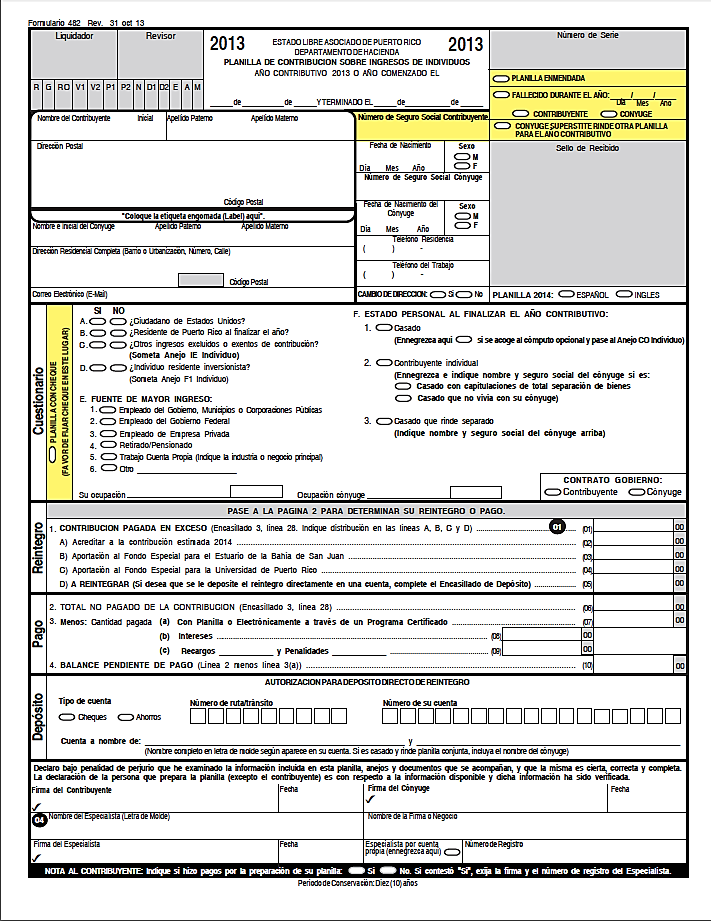 Formulario 482 Rev. 31 oct 13
Liquidador
Revisor
R G RO V1 V2 P1 P2 N D1 D2 E A M
2013
ESTADO LIBRE ASOCIADO DE PUERTO RICO
DEPARTAMENTO DE HACIENDA
PLANILLA DE CONTRIBUCION SOBRE INGRESOS DE INDIVIDUOS
AÑO CONTRIBUTIVO 2013 O AÑO COMENZADO EL
2013
____ de ________ de ____ Y TERMINADO EL ____ de ________ de ____
Número de Serie
PLANILLA ENMENDADA
FALLECIDO DURANTE EL AÑO: ___/___/___
Día Mes Año
CONTRIBUYENTE CONYUGE
CONYUGE SUPERSTITE RINDE OTRA PLANILLA
PARA EL AÑO CONTRIBUTIVO
Sello de Recibido
Nombre del Contribuyente Inicial Apellido Paterno Apellido Materno
Dirección Postal
Código Postal
"Coloque la etiqueta engomada (Label) aquí".
Nombre e Inicial del Cónyuge Apellido Paterno Apellido Materno
Dirección Residencial Completa (Barrio o Urbanización, Número, Calle)
Código Postal
Correo Electrónico (E-Mail)
Número de Seguro Social Contribuyente
Fecha de Nacimiento
Día Mes Año
Sexo
M
F
Número de Seguro Social Cónyuge
Fecha de Nacimiento del
Cónyuge
Día Mes Año
Sexo
M
F
Teléfono Residencia
( ) -
Teléfono del Trabajo
( ) -
CAMBIO DE DIRECCION: Sí No
PLANILLA 2014: ESPAÑOL INGLES
Cuestionario
PLANILLA CON CHEQUE
(FAVOR DE FIJAR CHEQUE EN ESTE LUGAR)
SI NO
A. ¿Ciudadano de Estados Unidos?
B. ¿Residente de Puerto Rico al finalizar el año?
C. ¿Otros ingresos excluidos o exentos de contribución?
(Someta Anejo IE Individuo)
D. ¿Individuo residente inversionista?
(Someta Anejo F1 Individuo)
E. FUENTE DE MAYOR INGRESO:
1. Empleado del Gobierno, Municipios o Corporaciones Públicas
2. Empleado del Gobierno Federal
3. Empleado de Empresa Privada
4. Retirado/Pensionado
5. Trabajo Cuenta Propia (Indique la industria o negocio principal)
6. Otro
F. ESTADO PERSONAL AL FINALIZAR EL AÑO CONTRIBUTIVO:
1. Casado
(Ennegrezca aquí si se acoge al cómputo opcional y pase al Anejo CO Individuo)
2. Contribuyente individual
(Ennegrezca e indique nombre y seguro social del cónyuge si es:
Casado con capitulaciones de total separación de bienes
Casado que no vivía con su cónyuge)
3. Casado que rinde separado
(Indique nombre y seguro social del cónyuge arriba)
Su ocupación
Ocupación cónyuge
CONTRATO GOBIERNO:
Contribuyente Cónyuge
PASE A LA PAGINA 2 PARA DETERMINAR SU REINTEGRO O PAGO.
Reintegro
1. CONTRIBUCION PAGADA EN EXCESO (Encasillado 3, línea 28. Indique distribución en las líneas A, B, C y D) 01 (01) 00
A) Acreditar a la contribución estimada 2014 (02) 00
B) Aportación al Fondo Especial para el Estuario de la Bahía de San Juan (03) 00
C) Aportación al Fondo Especial para la Universidad de Puerto Rico (04) 00
D) A REINTEGRAR (Si desea que se le deposite el reintegro directamente en una cuenta, complete el Encasillado de Depósito) (05) 00
Pago
2. TOTAL NO PAGADO DE LA CONTRIBUCION (Encasillado 3, línea 28) (06) 00
3. Menos: Cantidad pagada (a) Con Planilla o Electrónicamente a través de un Programa Certificado (07) 00
(b) Intereses (08) 00
(c) Recargos __________ y Penalidades __________ (09) 00
4. BALANCE PENDIENTE DE PAGO (Línea 2 menos línea 3(a)) (10) 00
Depósito
AUTORIZACION PARA DEPOSITO DIRECTO DE REINTEGRO
Tipo de cuenta
Cheques Ahorros
Número de ruta/tránsito
Número de su cuenta
Cuenta a nombre de: __________ y __________
(Nombre completo en letra de molde según aparece en su cuenta. Si es casado y rinde planilla conjunta, incluya el nombre del cónyuge)
Declaro bajo penalidad de perjurio que he examinado la información incluida en esta planilla, anejos y documentos que se acompañan, y que la misma es cierta, correcta y completa.
La declaración de la persona que prepara la planilla (excepto el contribuyente) es con respecto a la información disponible y dicha información ha sido verificada.
Firma del Contribuyente Fecha Firma del Cónyuge Fecha
04 Nombre del Especialista (Letra de Molde) Nombre de la Firma o Negocio
Firma del Especialista Fecha Especialista por cuenta
propia (ennegrezca aquí) Número de Registro
NOTA AL CONTRIBUYENTE: Indique si hizo pagos por la preparación de su planilla: Sí No. Si contestó "Sí", exija la firma y el número de registro del Especialista.
Período de Conservación: Diez (10) años